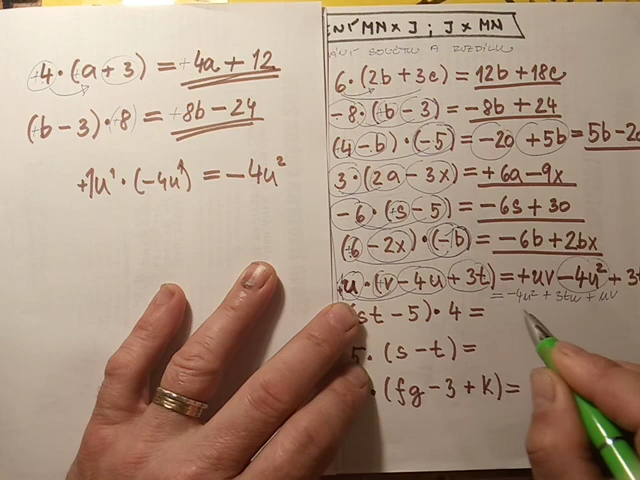 +4·(a+3) = +4a+12
(b-3)·(+8) = +8b-24
+1u¹·(-4u¹) = -4u²
MN x J ; J x MN
SOUČTU A ROZDÍLU
6·(2b+3c) = 12b+18c
-8·(+b-3) = -8b+24
(4-b)·(-5) = -20+5b = 5b-20
3·(2a-3x) = +6a-9x
-6·(+s-5) = -6s+30
(+6-2x)·(-b) = -6b+2bx
+u·(+v-4u+3t) = +uv-4u²+3t
= -4u²+3tu+uv
st-5)·4 =
5·(s-t) =
·(fg-3+k) =